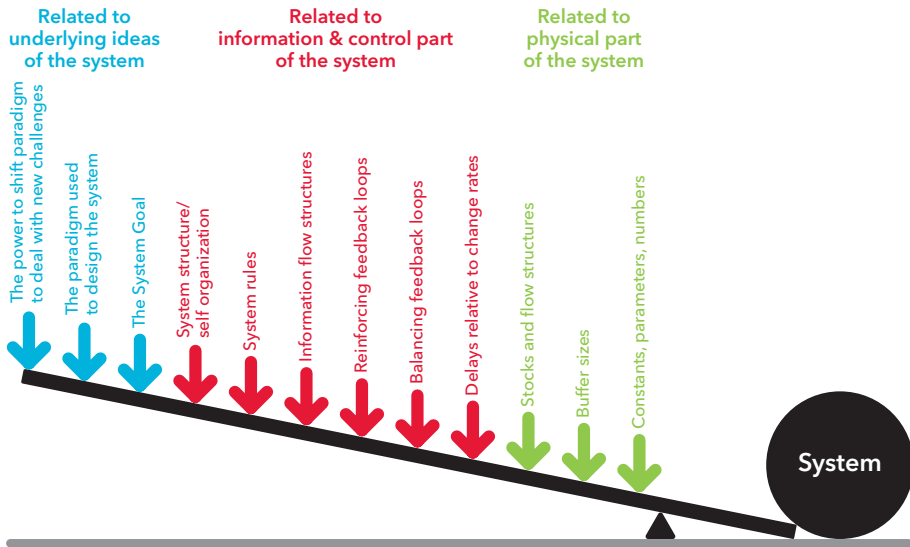 Related to
underlying ideas
of the system
Related to
information & control part
of the system
Related to
physical part
of the system
The power to shift paradigm
to deal with new challenges
The paradigm used
to design the system
The System Goal
System structure/
self organization
System rules
Information flow structures
Reinforcing feedback loops
Balancing feedback loops
Delays relative to change rates
Stocks and flow structures
Buffer sizes
Constants, parameters, numbers
System